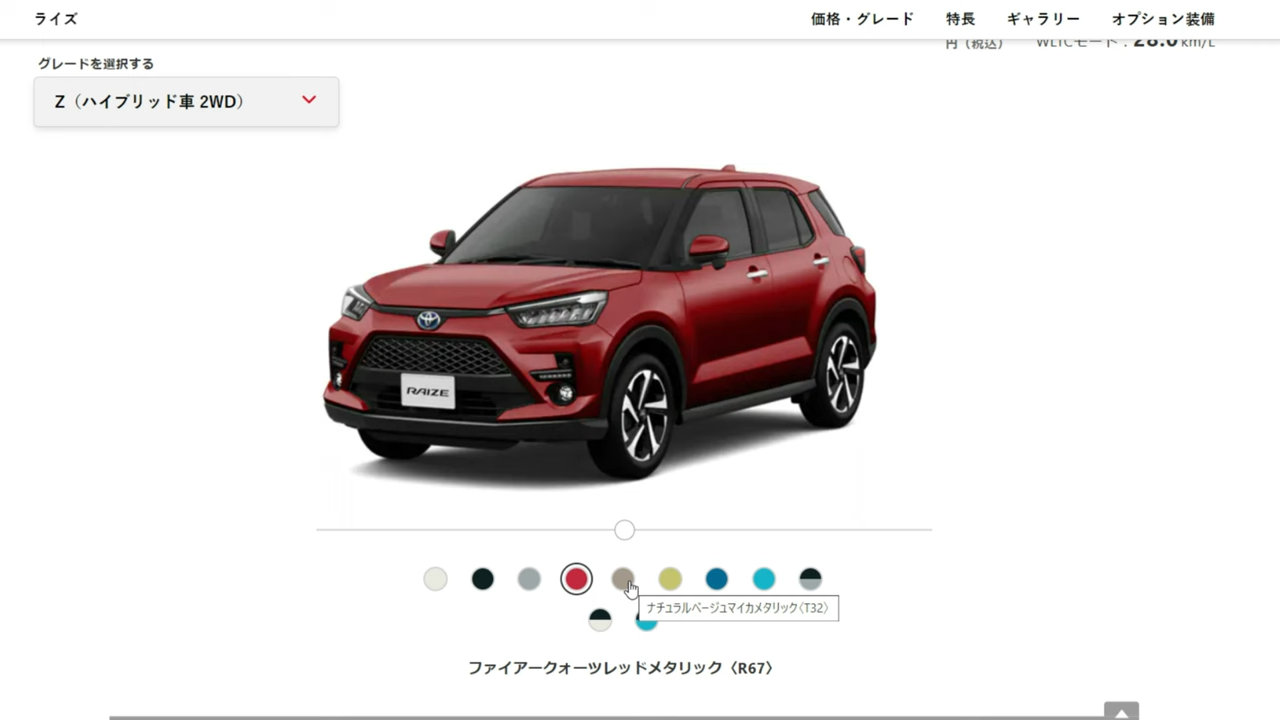 ライズ
価格・グレード 特長 ギャラリー オプション装備
円（税込） WLTCモード：28.0 km/L
グレードを選択する
Z（ハイブリッド車 2WD）
RAIZE
ナチュラルベージュマイカメタリック〈T32〉
ファイアークォーツレッドメタリック〈R67〉